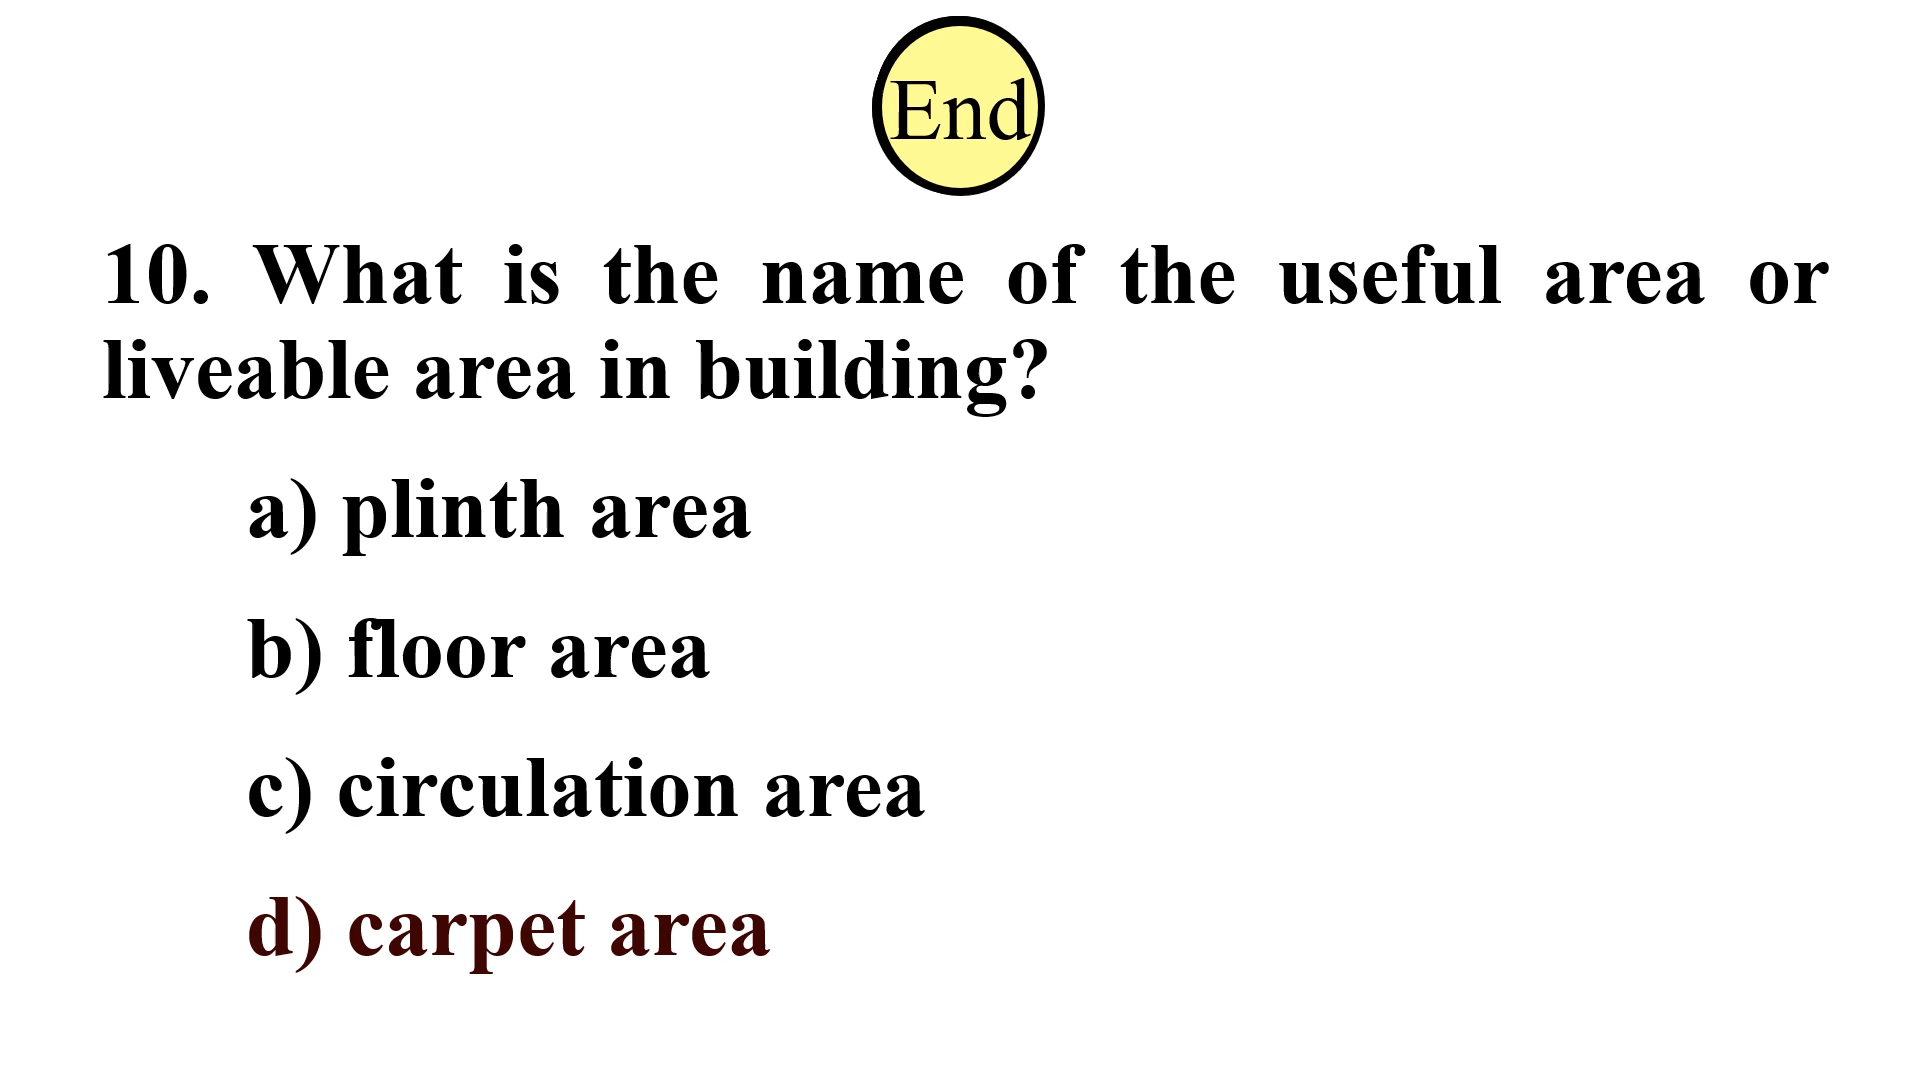 End
10. What is the name of the useful area or
liveable area in building?
a) plinth area
b) floor area
c) circulation area
d) carpet area